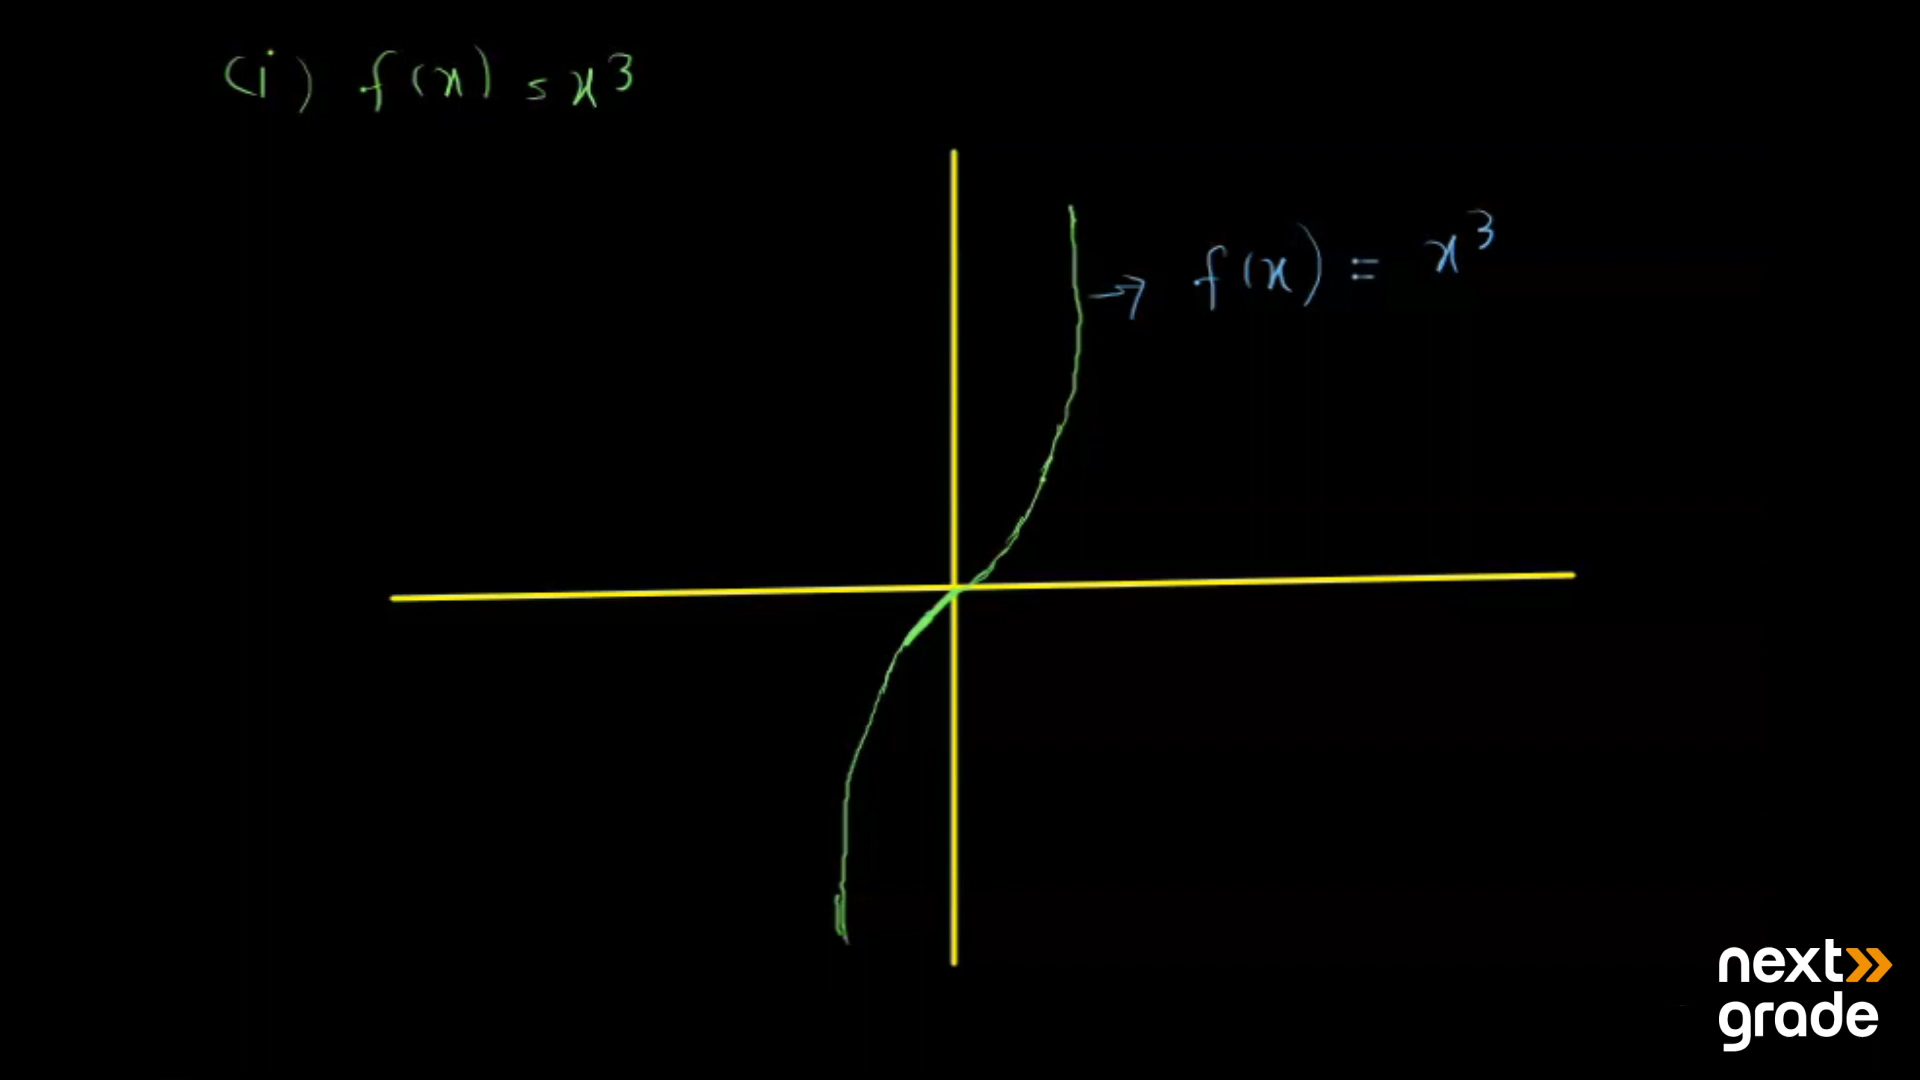 (i) f(x) = x³
→ f(x) = x³
next
grade